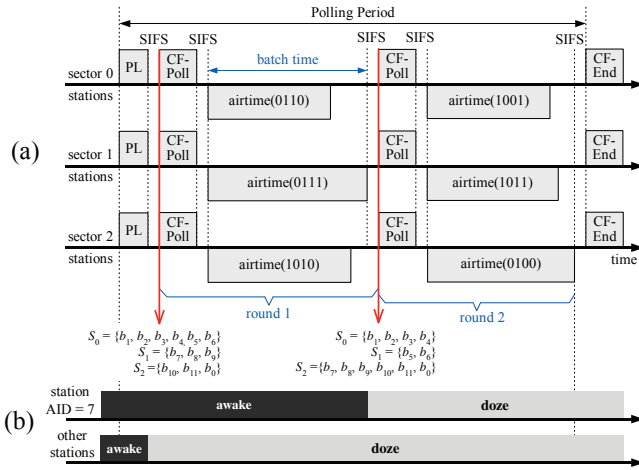 Polling Period
SIFS SIFS SIFS SIFS
sector 0 PL CF-Poll batch time CF-Poll CF-End
stations airtime(0110) airtime(1001)
(a)
sector 1 PL CF-Poll CF-Poll CF-End
stations airtime(0111) airtime(1011)
sector 2 PL CF-Poll CF-Poll CF-End
stations airtime(1010) airtime(0100) time
round 1 round 2
S0 = {b1, b2, b3, b4, b5, b6} S0 = {b1, b2, b3, b4}
S1 = {b7, b8, b9} S1 = {b5, b6}
S2 ={b10, b11, b0} S2={b7, b8, b9, b10, b11, b0}
(b)
station AID = 7 awake doze
other stations awake doze